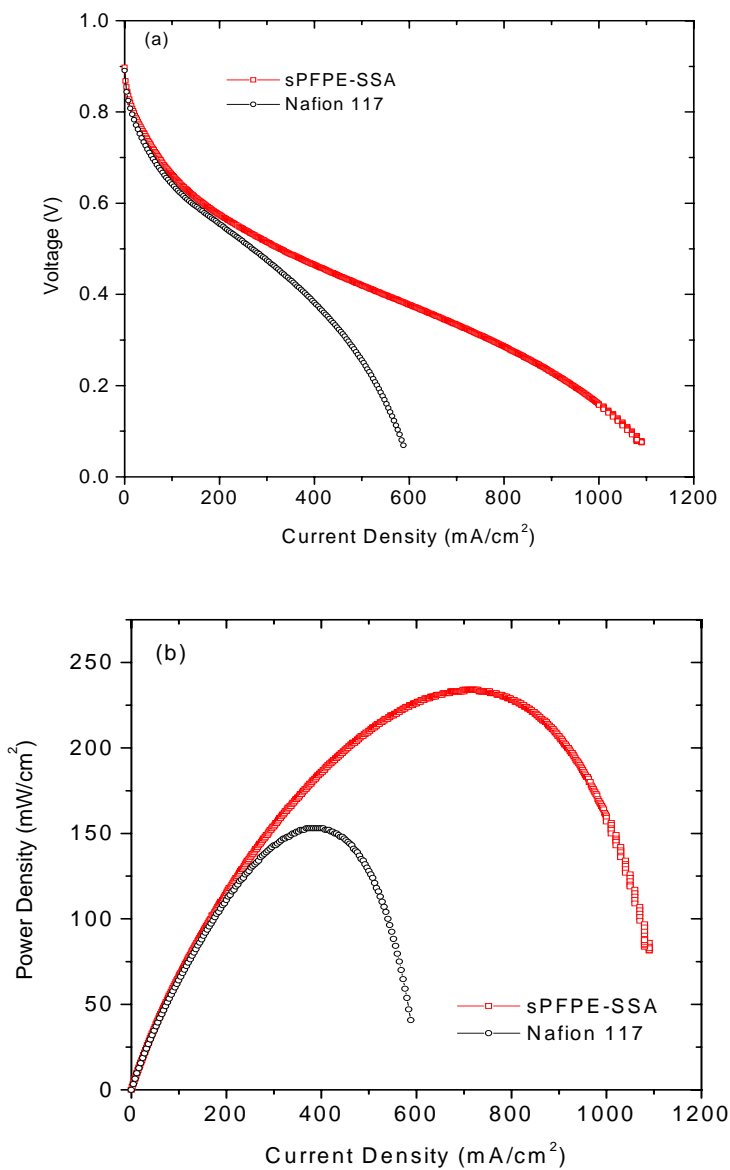 (a)
sPFPE-SSA
Nafion 117
1.0
0.8
0.6
0.4
0.2
0.0
Voltage (V)
0 200 400 600 800 1000 1200
Current Density (mA/cm²)
(b)
250
200
150
100
50
0
Power Density (mW/cm²)
sPFPE-SSA
Nafion 117
0 200 400 600 800 1000 1200
Current Density (mA/cm²)